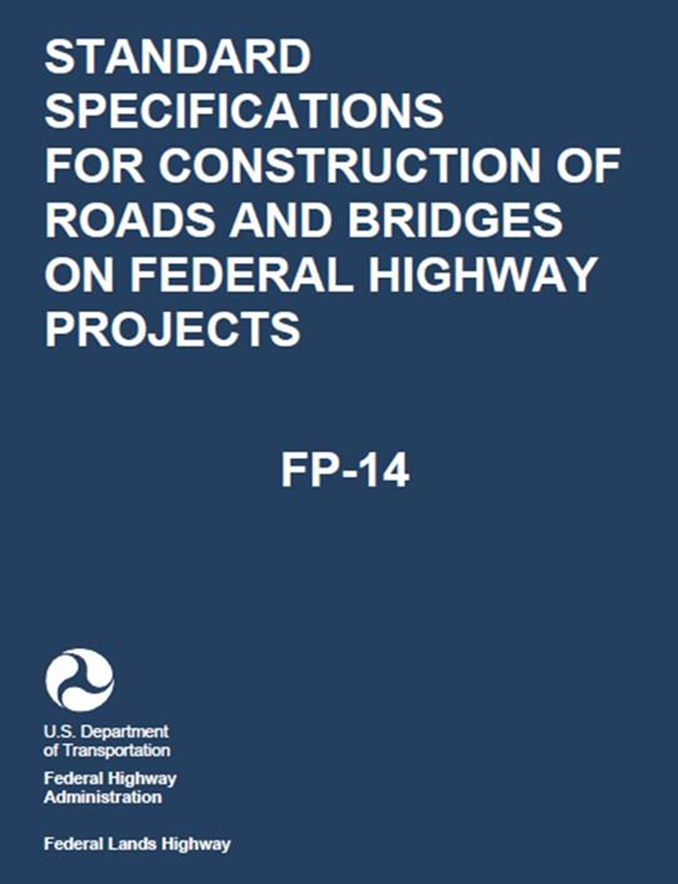 STANDARD
SPECIFICATIONS
FOR CONSTRUCTION OF
ROADS AND BRIDGES
ON FEDERAL HIGHWAY
PROJECTS
FP-14
U.S. Department
of Transportation
Federal Highway
Administration
Federal Lands Highway